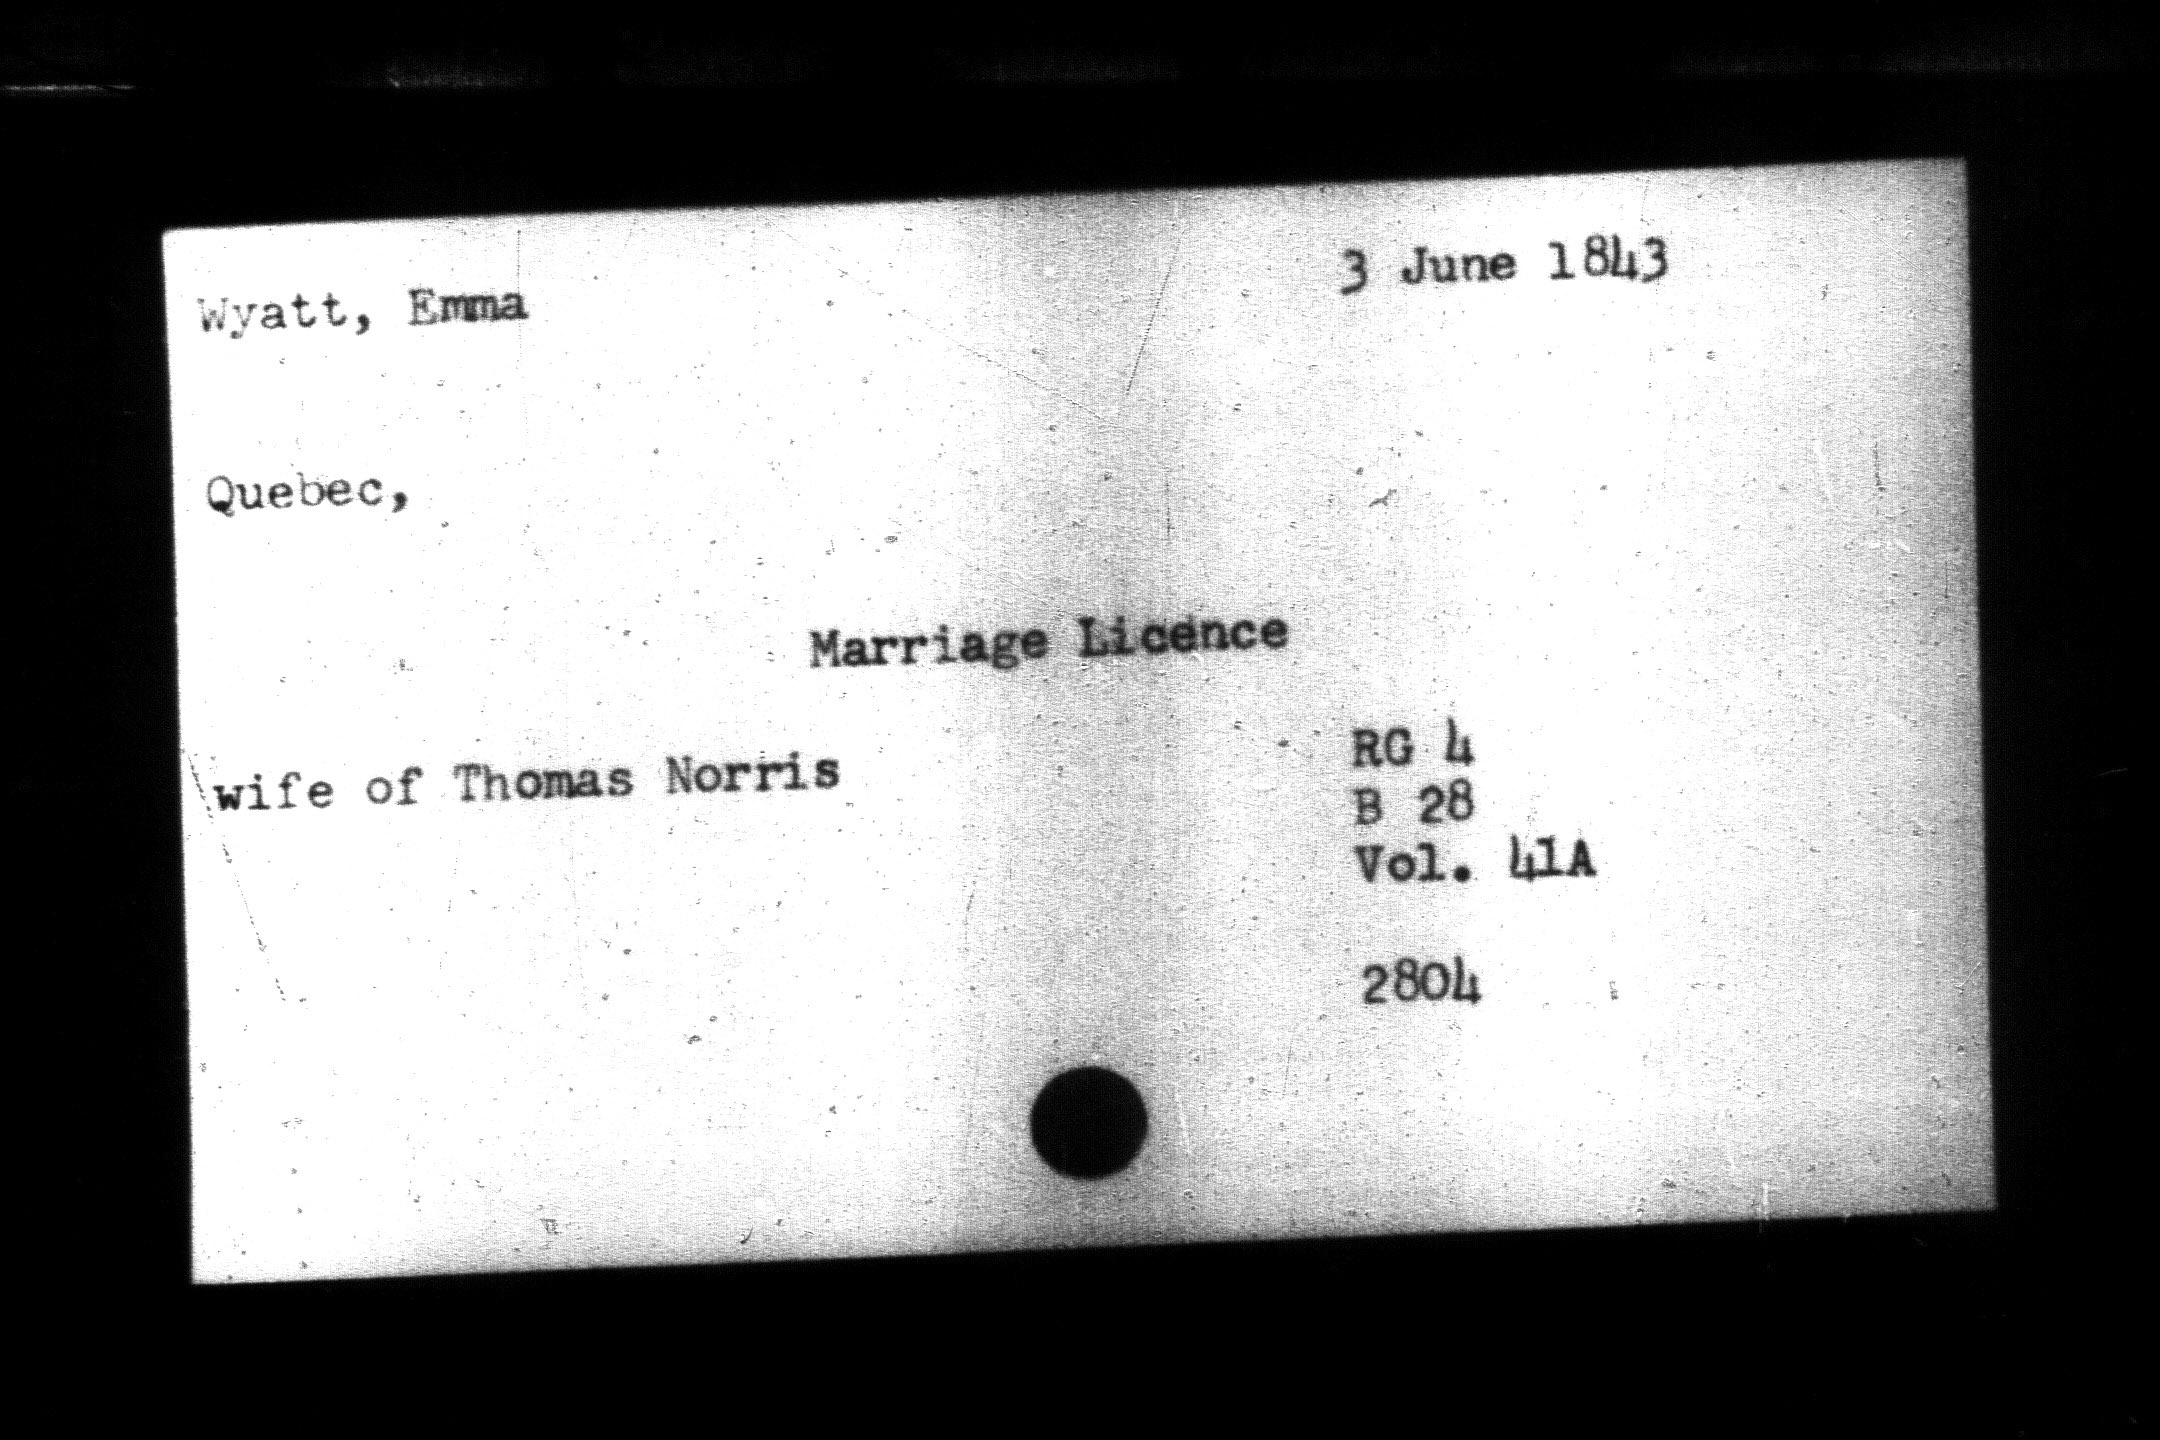 Wyatt, Emma
3 June 1843
Quebec,
Marriage Licence
wife of Thomas Norris
RG 4
B 28
Vol. 41A
2804